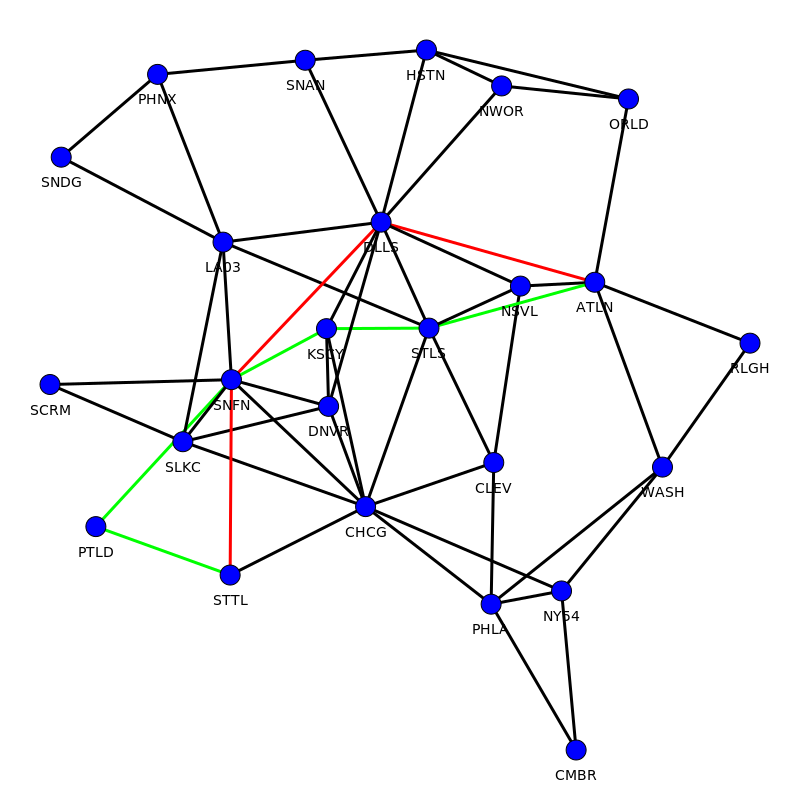 HSTN
SNAN
PHNX
NWOR
ORLD
SNDG
DLLS
LA03
NSVL
ATLN
KSCY
STLS
RLGH
SCRM
SNFN
DNVR
SLKC
CLEV
WASH
CHCG
PTLD
STTL
PHLA
NY54
CMBR